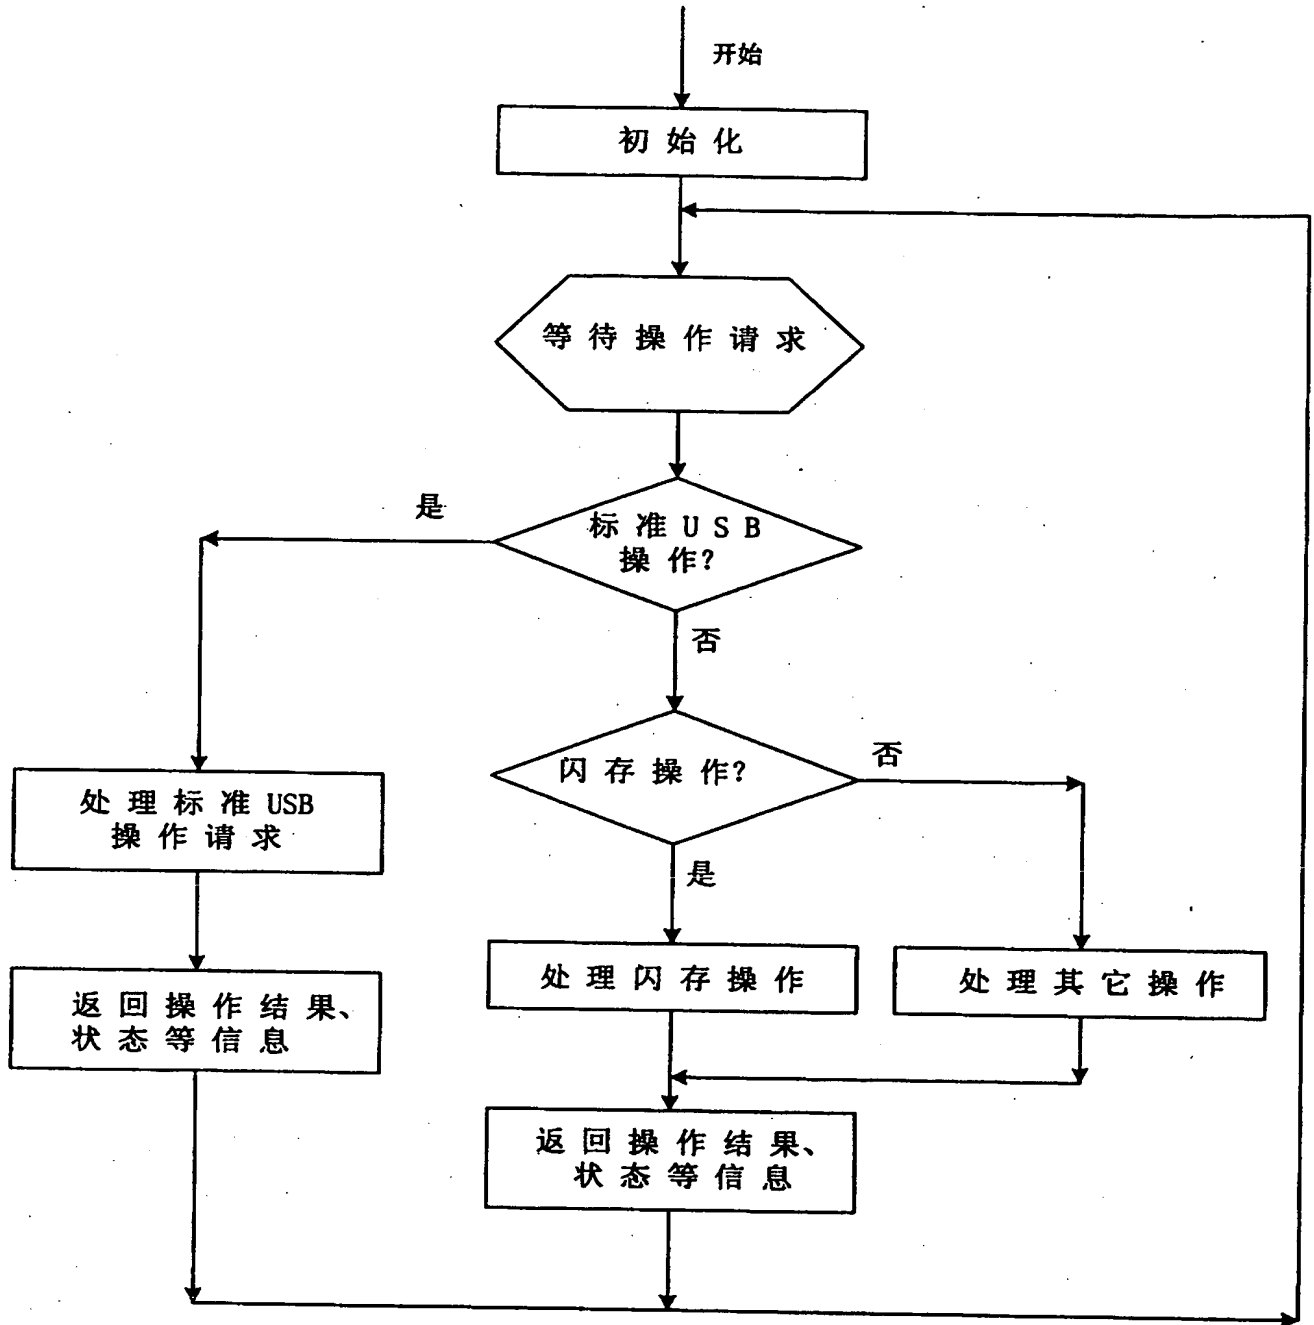 开始
初始化
等待操作请求
是
标准USB
操作?
否
闪存操作?
否
处理标准USB
操作请求
是
处理闪存操作
处理其它操作
返回操作结果、
状态等信息
返回操作结果、
状态等信息